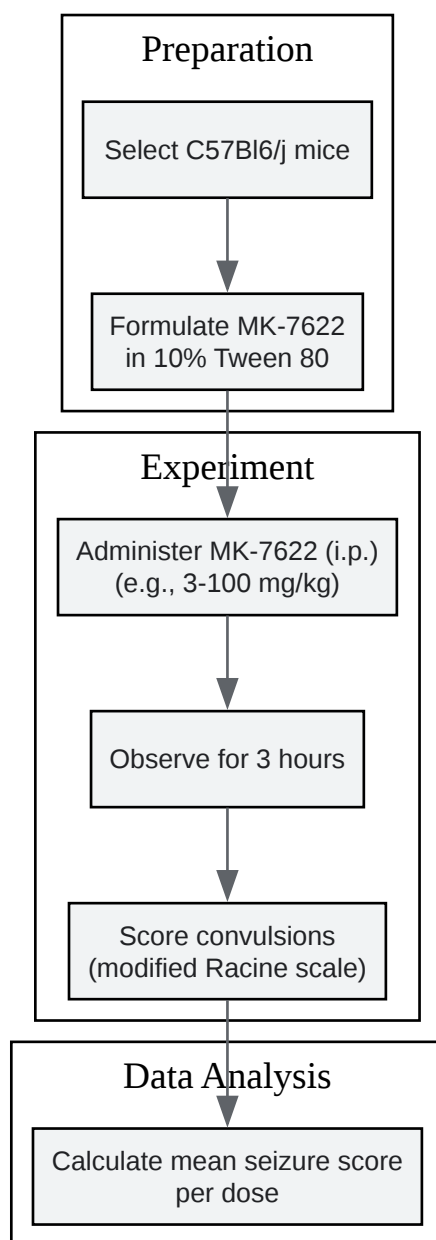 Preparation
Select C57Bl6/j mice
Formulate MK-7622
in 10% Tween 80
Experiment
Administer MK-7622 (i.p.)
(e.g., 3-100 mg/kg)
Observe for 3 hours
Score convulsions
(modified Racine scale)
Data Analysis
Calculate mean seizure score
per dose